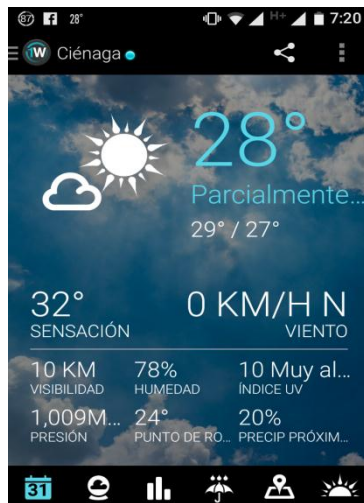 87 28° H+ 7:20
1W Ciénaga
28°
Parcialmente...
29° / 27°
32° 0 KM/H N
SENSACIÓN VIENTO
10 KM 78% 10 Muy al...
VISIBILIDAD HUMEDAD ÍNDICE UV
1,009M... 24° 20%
PRESIÓN PUNTO DE RO... PRECIP PRÓXIM...
31